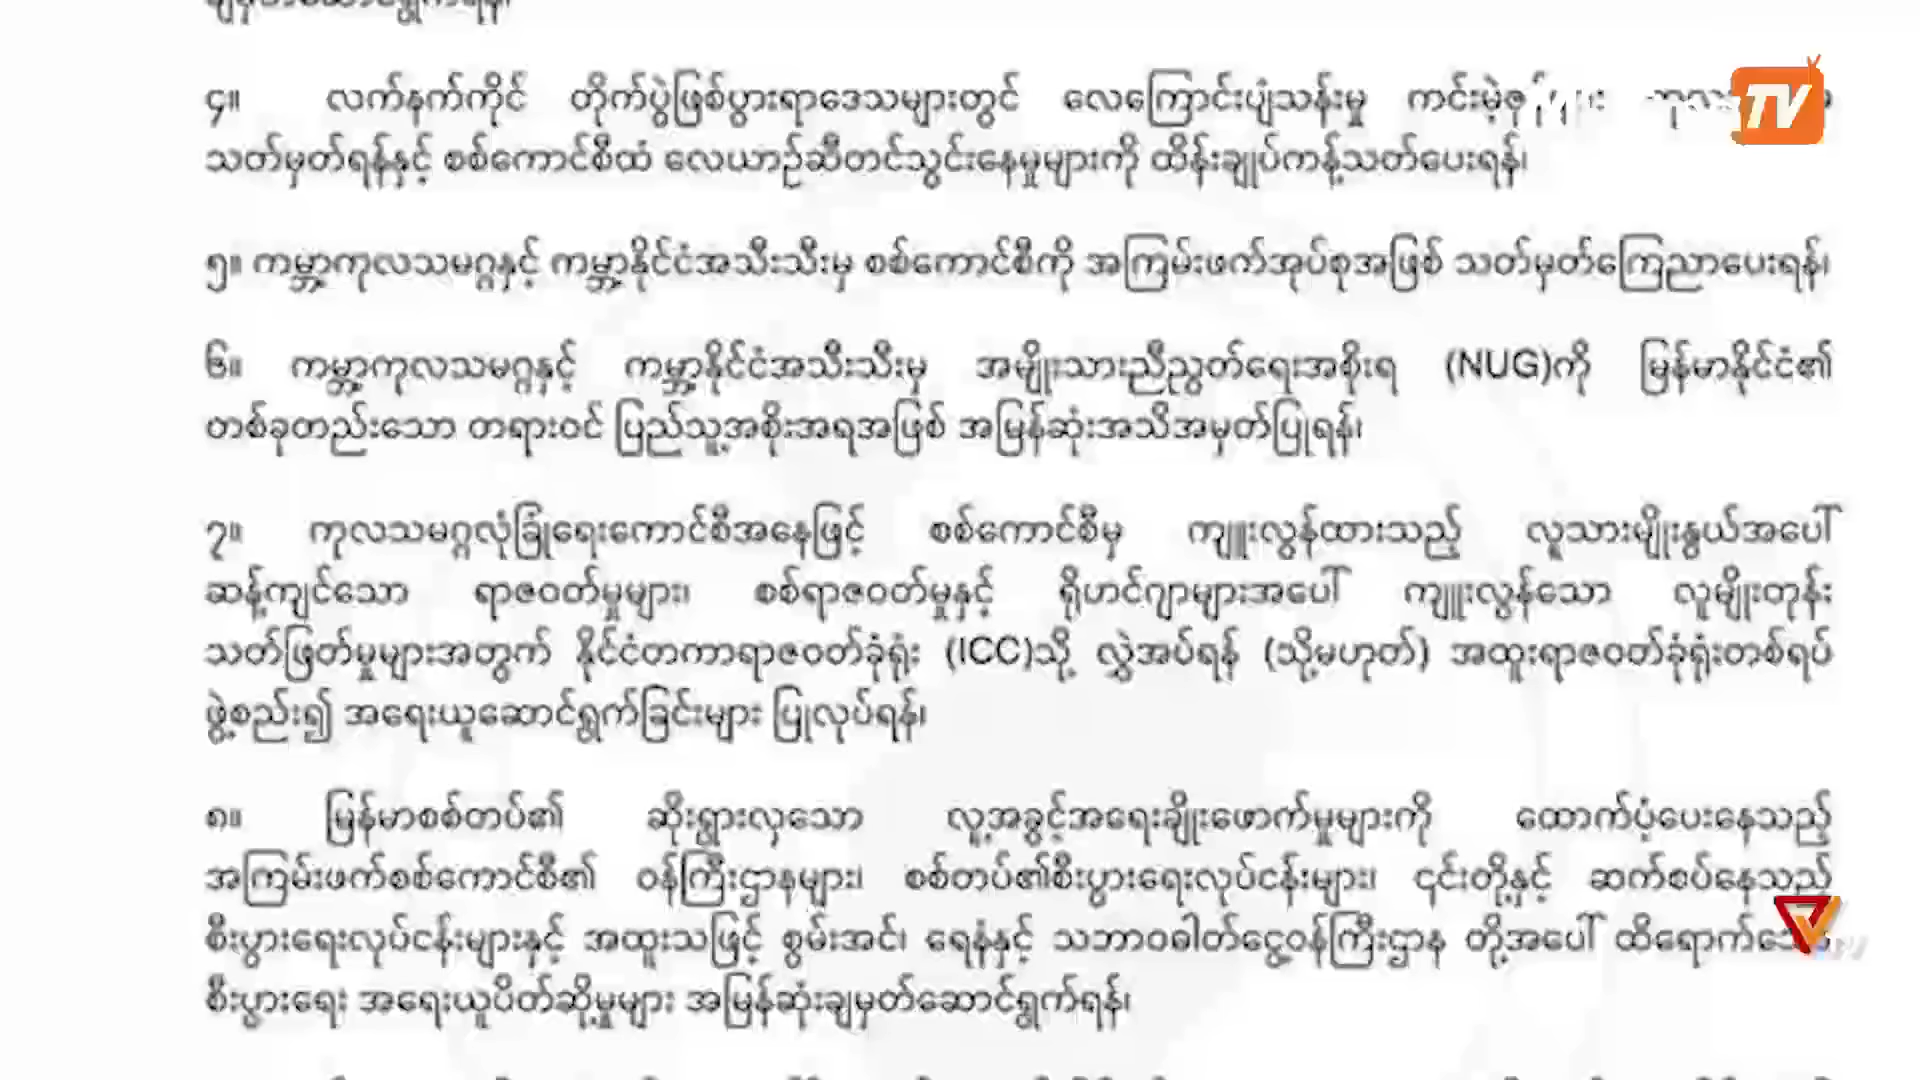 ၄။ လက်နက်ကိုင် တိုက်ပွဲဖြစ်ပွားရာဒေသများတွင် လေကြောင်းပျံသန်းမှု ကင်းမဲ့ဇုန်များ
TV
သတ်မှတ်ရန်နှင့် စစ်ကောင်စီထံ လေယာဉ်ဆီတင်သွင်းနေမှုများကို ထိန်းချုပ်ကန့်သတ်ပေးရန်၊
၅။ ကမ္ဘာ့ကုလသမဂ္ဂနှင့် ကမ္ဘာ့နိုင်ငံအသီးသီးမှ စစ်ကောင်စီကို အကြမ်းဖက်အုပ်စုအဖြစ် သတ်မှတ်ကြေညာပေးရန်၊
၆။ ကမ္ဘာ့ကုလသမဂ္ဂနှင့် ကမ္ဘာ့နိုင်ငံအသီးသီးမှ အမျိုးသားညီညွတ်ရေးအစိုးရ (NUG)ကို မြန်မာနိုင်ငံ၏
တစ်ခုတည်းသော တရားဝင် ပြည်သူ့အစိုးအရအဖြစ် အမြန်ဆုံးအသိအမှတ်ပြုရန်၊
၇။ ကုလသမဂ္ဂလုံခြုံရေးကောင်စီအနေဖြင့် စစ်ကောင်စီမှ ကျူးလွန်ထားသည့် လူသားမျိုးနွယ်အပေါ်
ဆန့်ကျင်သော ရာဇဝတ်မှုများ၊ စစ်ရာဇဝတ်မှုနှင့် ရိုဟင်ဂျာများအပေါ် ကျူးလွန်သော လူမျိုးတုန်း
သတ်ဖြတ်မှုများအတွက် နိုင်ငံတကာရာဇဝတ်ခုံရုံး (ICC)သို့ လွှဲအပ်ရန် (သို့မဟုတ်) အထူးရာဇဝတ်ခုံရုံးတစ်ရပ်
ဖွဲ့စည်း၍ အရေးယူဆောင်ရွက်ခြင်းများ ပြုလုပ်ရန်၊
၈။ မြန်မာစစ်တပ်၏ ဆိုးရွားလှသော လူ့အခွင့်အရေးချိုးဖောက်မှုများကို ထောက်ပံ့ပေးနေသည့်
အကြမ်းဖက်စစ်ကောင်စီ၏ ဝန်ကြီးဌာနများ၊ စစ်တပ်၏စီးပွားရေးလုပ်ငန်းများ၊ ၎င်းတို့နှင့် ဆက်စပ်နေသည့်
စီးပွားရေးလုပ်ငန်းများနှင့် အထူးသဖြင့် စွမ်းအင်၊ ရေနံနှင့် သဘာဝဓါတ်ငွေ့ဝန်ကြီးဌာန တို့အပေါ်
စီးပွားရေး အရေးယူပိတ်ဆို့မှုများ အမြန်ဆုံးချမှတ်ဆောင်ရွက်ရန်၊